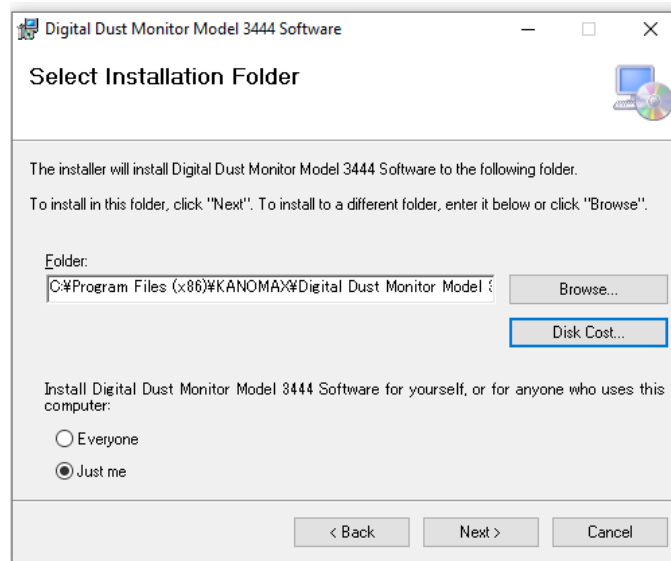 Digital Dust Monitor Model 3444 Software
Select Installation Folder
The installer will install Digital Dust Monitor Model 3444 Software to the following folder.
To install in this folder, click "Next". To install to a different folder, enter it below or click "Browse".
Folder:
C:¥Program Files (x86)¥KANOMAX¥Digital Dust Monitor Model
Browse...
Disk Cost...
Install Digital Dust Monitor Model 3444 Software for yourself, or for anyone who uses this
computer:
Everyone
Just me
< Back
Next >
Cancel